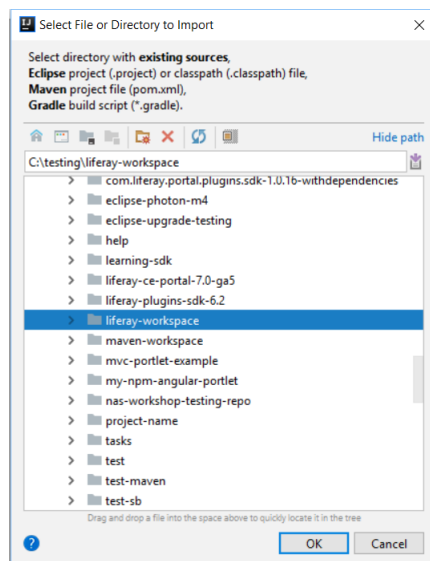 Select File or Directory to Import
Select directory with existing sources,
Eclipse project (.project) or classpath (.classpath) file,
Maven project file (pom.xml),
Gradle build script (*.gradle).
Hide path
C:\testing\liferay-workspace
com.liferay.portal.plugins.sdk-1.0.16-withdependencies
eclipse-photon-m4
eclipse-upgrade-testing
help
learning-sdk
liferay-ce-portal-7.0-ga5
liferay-plugins-sdk-6.2
liferay-workspace
maven-workspace
mvc-portlet-example
my-npm-angular-portlet
nas-workshop-testing-repo
project-name
tasks
test
test-maven
test-sb
Drag and drop a file into the space above to quickly locate it in the tree
? OK Cancel